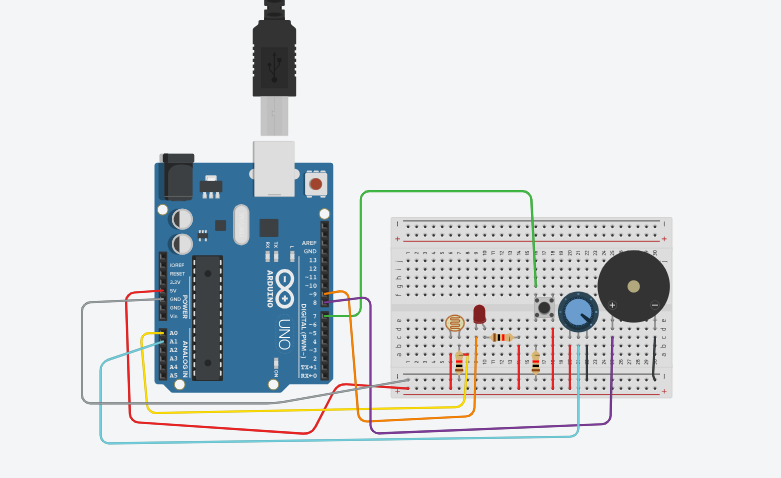 AREF
GND
13
12
~11
~10
~9
8
7
~6
~5
4
~3
2
TX→1
RX←0
DIGITAL (PWM~)
IOREF
RESET
3.3V
5V
GND
GND
Vin
POWER
A0
A1
A2
A3
A4
A5
ANALOG IN
RX TX
L
ARDUINO
UNO
ON
+
−
a b c d e
f g h i j